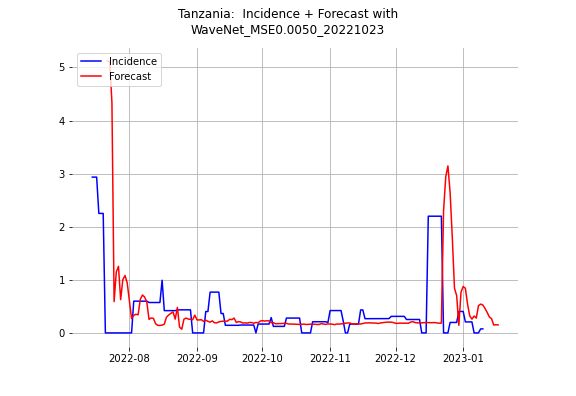 Tanzania:  Incidence + Forecast with
WaveNet_MSE0.0050_20221023
Incidence
Forecast
5
4
3
2
1
0
2022-08 2022-09 2022-10 2022-11 2022-12 2023-01